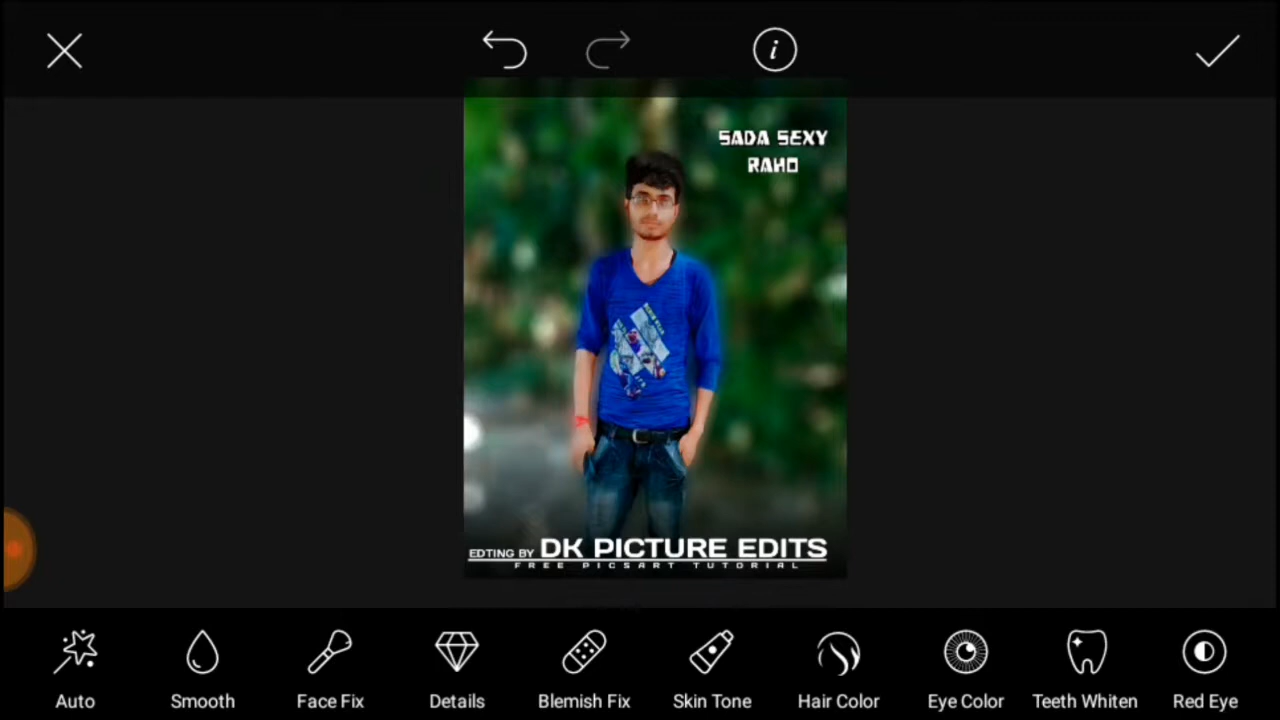 SADA SEXY
RAHO
EDTING BY DK PICTURE EDITS
FREE PICSART TUTORIAL
Auto
Smooth
Face Fix
Details
Blemish Fix
Skin Tone
Hair Color
Eye Color
Teeth Whiten
Red Eye